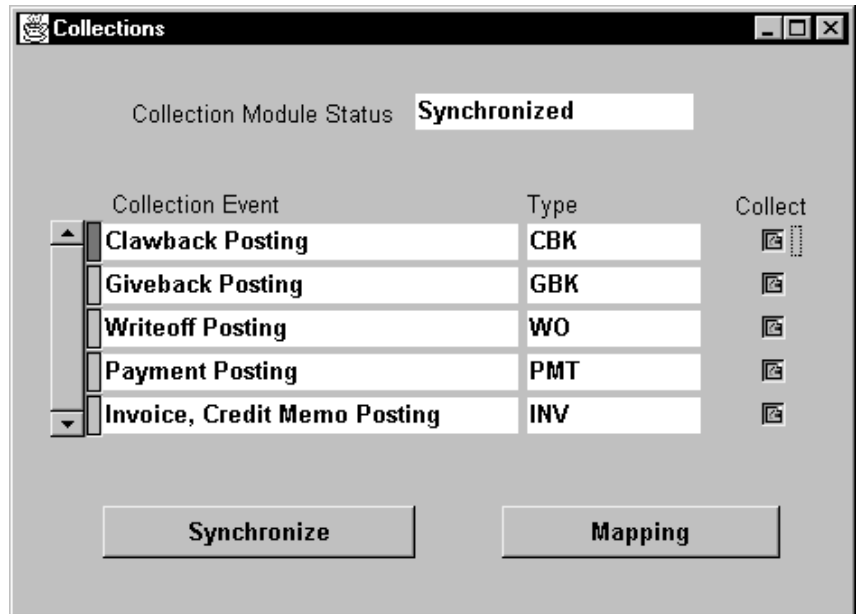 Collections
Collection Module Status Synchronized
Collection Event Type Collect
Clawback Posting CBK
Giveback Posting GBK
Writeoff Posting WO
Payment Posting PMT
Invoice, Credit Memo Posting INV
Synchronize Mapping